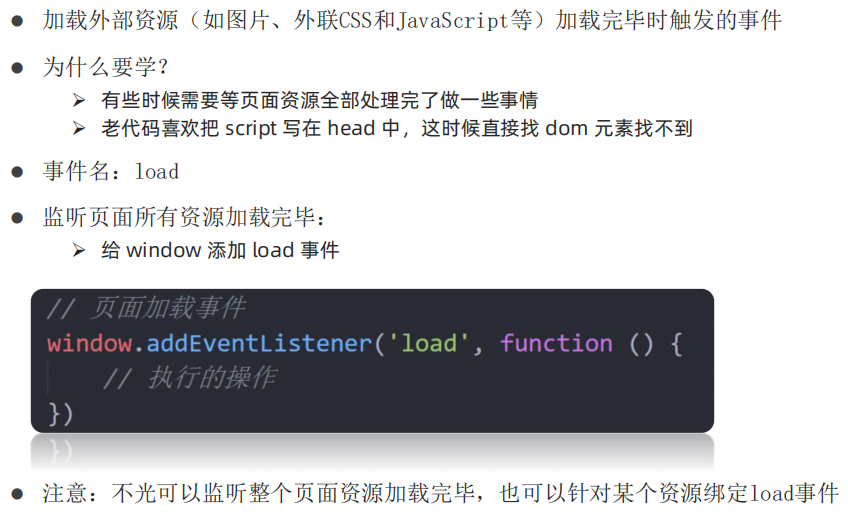 ● 加载外部资源（如图片、外联CSS和JavaScript等）加载完毕时触发的事件
● 为什么要学？
➢ 有些时候需要等页面资源全部处理完了做一些事情
➢ 老代码喜欢把 script 写在 head 中，这时候直接找 dom 元素找不到
● 事件名：load
● 监听页面所有资源加载完毕：
➢ 给 window 添加 load 事件
// 页面加载事件
window.addEventListener('load', function () {
    // 执行的操作
})
● 注意：不光可以监听整个页面资源加载完毕，也可以针对某个资源绑定load事件